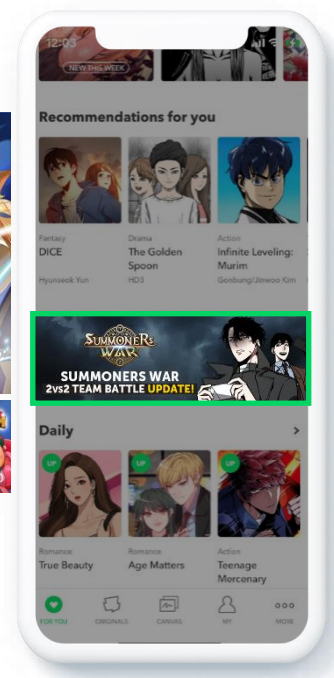 12:03
NEW THIS WEEK
Recommendations for you
Fantasy
DICE
Hyunseok Yun
Drama
The Golden
Spoon
HD3
Action
Infinite Leveling:
Murim
Gonbung/Jinwoo Kim
SUMMONERS
WAR
SUMMONERS WAR
2vs2 TEAM BATTLE UPDATE!
Daily
>
UP
UP
UP
Romance
True Beauty
Romance
Age Matters
Action
Teenage
Mercenary
FOR YOU
ORIGINALS
CANVAS
MY
MORE